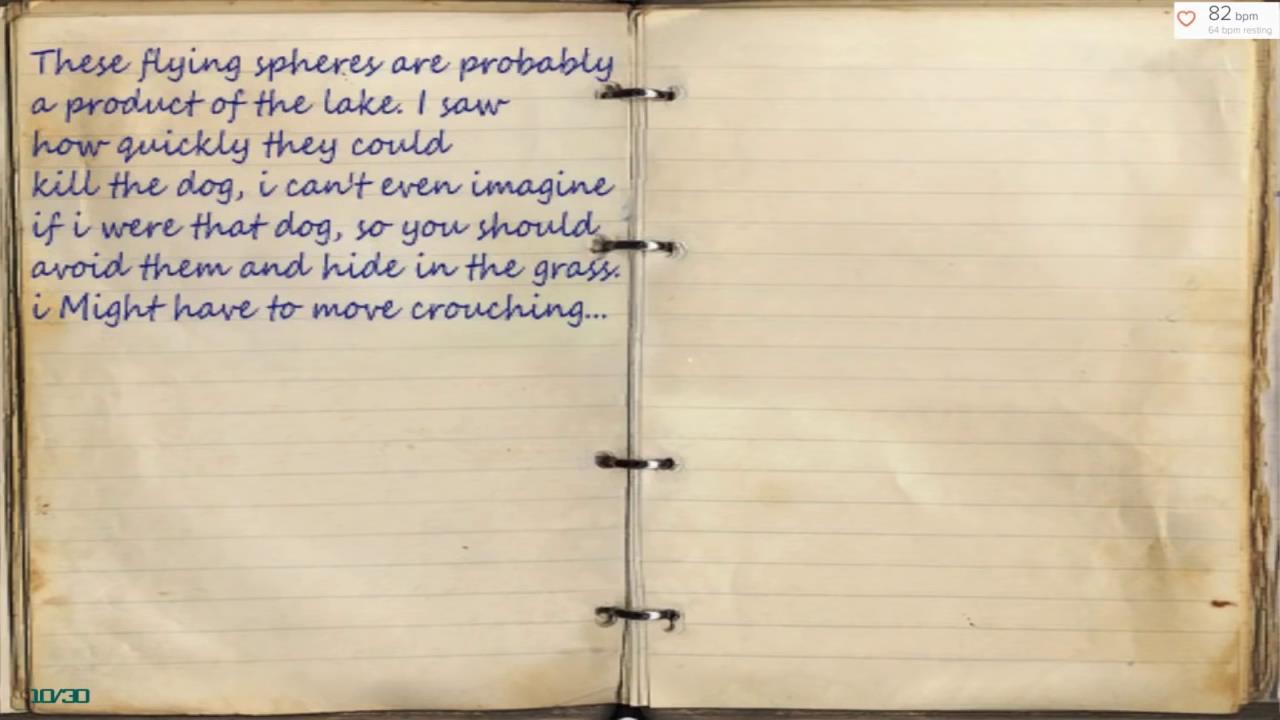 These flying spheres are probably
a product of the lake. I saw
how quickly they could
kill the dog, i can't even imagine
if i were that dog, so you should
avoid them and hide in the grass.
i Might have to move crouching...
82 bpm
64 bpm resting
10/30